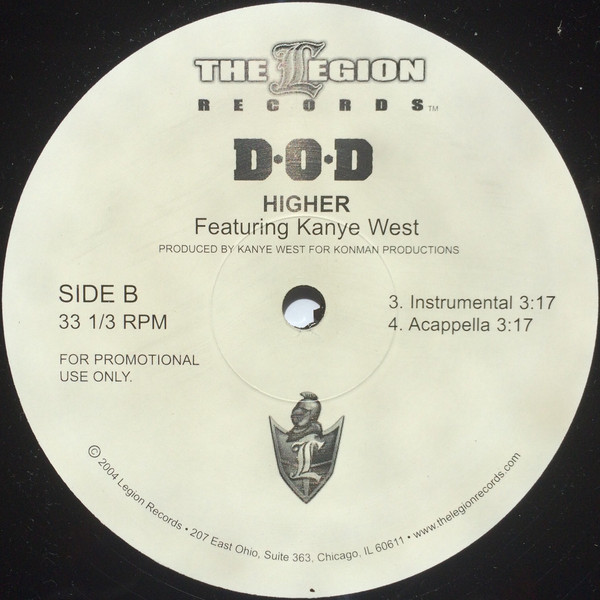 THE LEGION
RECORDS™
D•O•D
HIGHER
Featuring Kanye West
PRODUCED BY KANYE WEST FOR KONMAN PRODUCTIONS
SIDE B
33 1/3 RPM
3. Instrumental 3:17
4. Acappella 3:17
FOR PROMOTIONAL
USE ONLY.
L
© 2004 Legion Records • 207 East Ohio, Suite 363, Chicago, IL 60611 • www.thelegionrecords.com